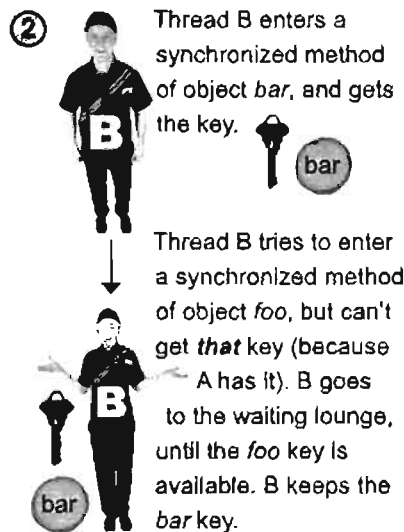 ②
Thread B enters a
synchronized method
of object bar, and gets
the key.
B
bar
Thread B tries to enter
a synchronized method
of object foo, but can't
get that key (because
A has it). B goes
to the waiting lounge,
until the foo key is
available. B keeps the
bar key.
B
bar